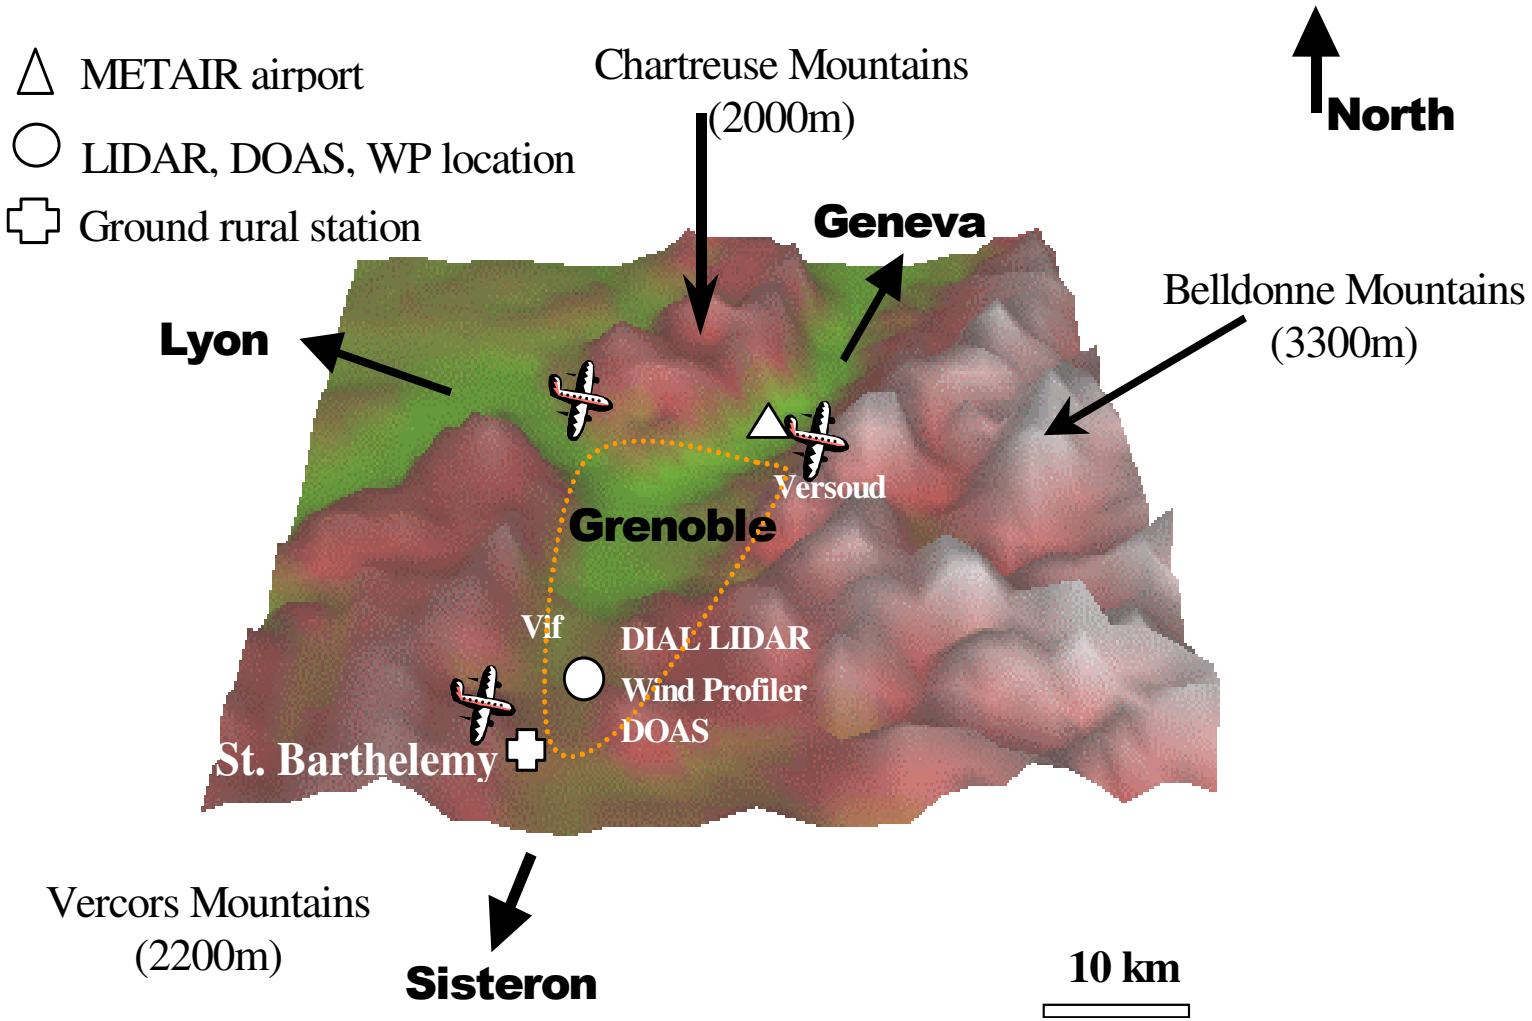 METAIR airport
LIDAR, DOAS, WP location
Ground rural station
Chartreuse Mountains
(2000m)
North
Geneva
Belldonne Mountains
(3300m)
Lyon
Versoud
Grenoble
Vif
DIAL LIDAR
Wind Profiler
DOAS
St. Barthelemy
Vercors Mountains
(2200m)
Sisteron
10 km